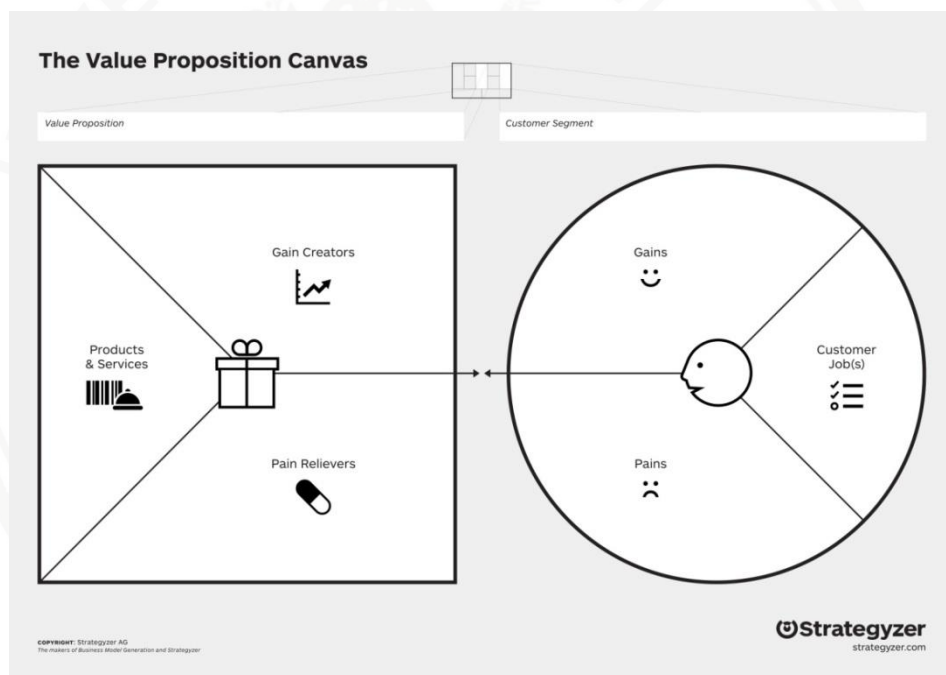 The Value Proposition Canvas
Value Proposition
Customer Segment
Gain Creators
Gains
Products
& Services
Customer
Job(s)
Pain Relievers
Pains
COPYRIGHT: Strategyzer AG
The makers of Business Model Generation and Strategyzer
Strategyzer
strategyzer.com